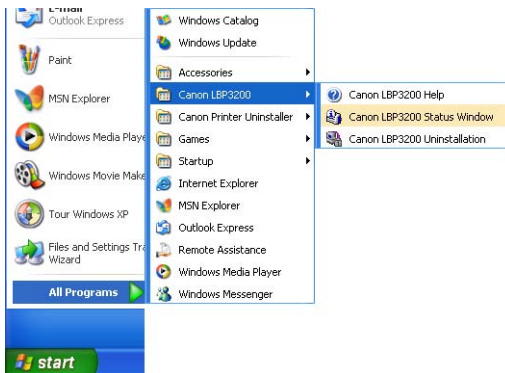 E-mail
Outlook Express
Paint
MSN Explorer
Windows Media Playe
Windows Movie Make
Tour Windows XP
Files and Settings Tra
Wizard
All Programs
start
Windows Catalog
Windows Update
Accessories
Canon LBP3200
Canon Printer Uninstaller
Games
Startup
Internet Explorer
MSN Explorer
Outlook Express
Remote Assistance
Windows Media Player
Windows Messenger
Canon LBP3200 Help
Canon LBP3200 Status Window
Canon LBP3200 Uninstallation